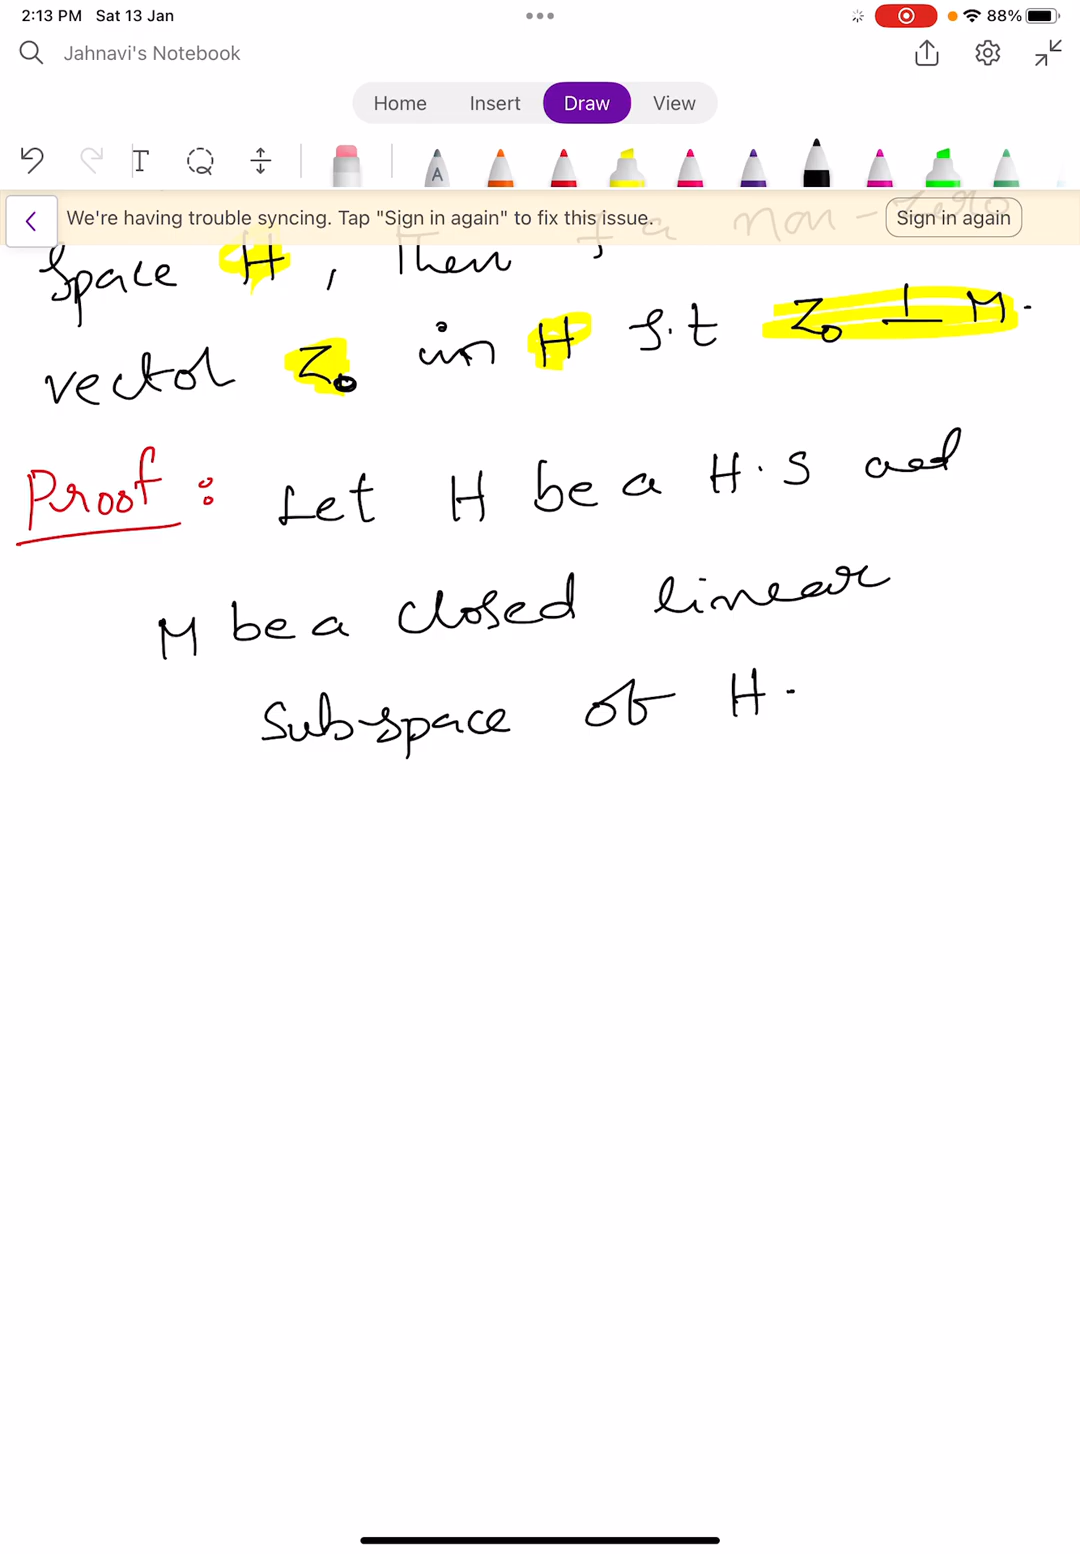 2:13 PM Sat 13 Jan
88%
Jahnavi's Notebook
Home Insert Draw View
T
A
We're having trouble syncing. Tap "Sign in again" to fix this issue. Sign in again
∃ a non-zero
Space H, then
vector Z₀ in H s.t Z₀ ⊥ M.
Proof : Let H be a H.S and
M be a closed linear
subspace of H.